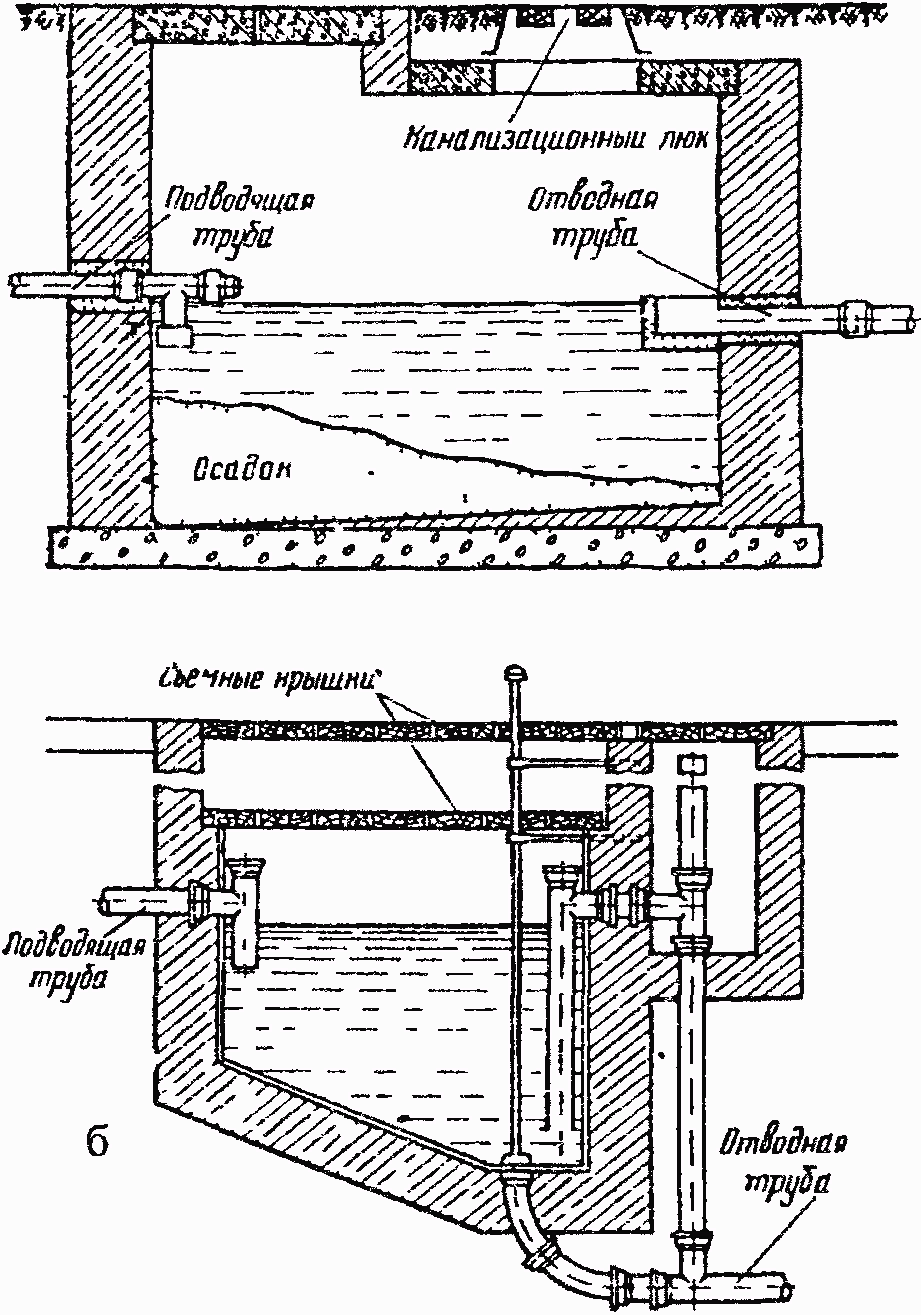 Канализационный люк
Подводящая
труба
Отводная
труба
Осадок
Съемные крышки
Подводящая
труба
б
Отводная
труба